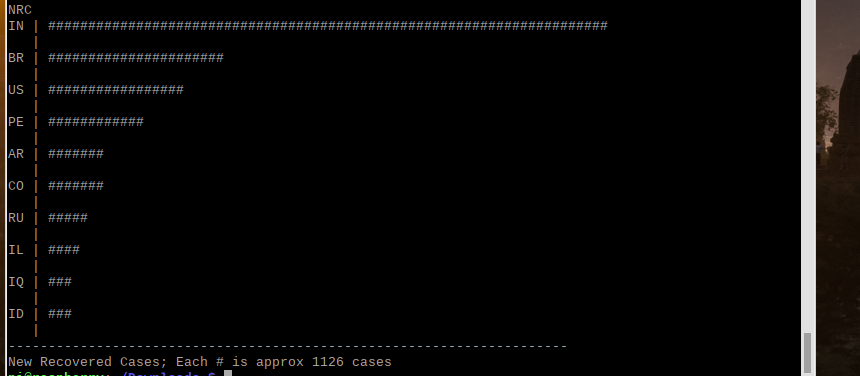 NRC
IN | ######################################################################
|
BR | ######################
|
US | #################
|
PE | ############
|
AR | #######
|
CO | #######
|
RU | #####
|
IL | ####
|
IQ | ###
|
ID | ###
|
----------------------------------------------------------------------
New Recovered Cases; Each # is approx 1126 cases